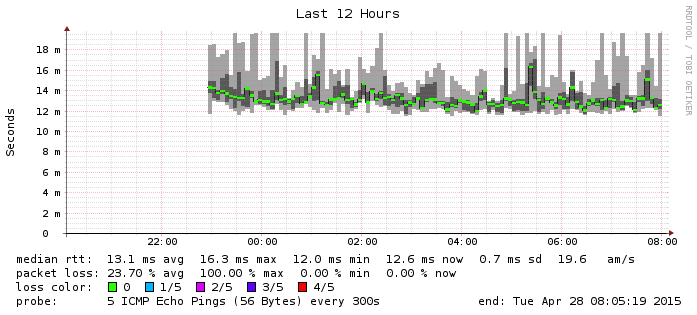 Last 12 Hours
RRDTOOL / TOBI OETIKER
Seconds
18 m
16 m
14 m
12 m
10 m
8 m
6 m
4 m
2 m
0
22:00 00:00 02:00 04:00 06:00 08:00
median rtt: 13.1 ms avg 16.3 ms max 12.0 ms min 12.6 ms now 0.7 ms sd 19.6 am/s
packet loss: 23.70 % avg 100.00 % max 0.00 % min 0.00 % now
loss color: 0 1/5 2/5 3/5 4/5
probe: 5 ICMP Echo Pings (56 Bytes) every 300s end: Tue Apr 28 08:05:19 2015